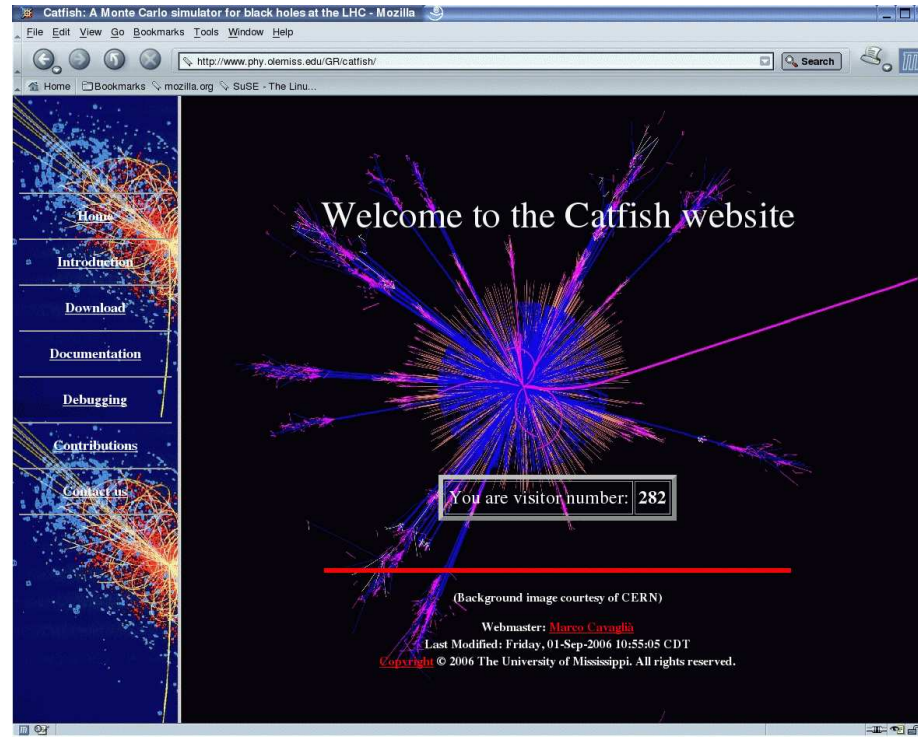 Catfish: A Monte Carlo simulator for black holes at the LHC - Mozilla
File Edit View Go Bookmarks Tools Window Help
http://www.phy.olemiss.edu/GR/catfish/
Search
Home Bookmarks mozilla.org SuSE - The Linu...
Home
Introduction
Download
Documentation
Debugging
Contributions
Contact us
Welcome to the Catfish website
You are visitor number: 282
(Background image courtesy of CERN)
Webmaster: Marco Cavaglià
Last Modified: Friday, 01-Sep-2006 10:55:05 CDT
Copyright © 2006 The University of Mississippi. All rights reserved.